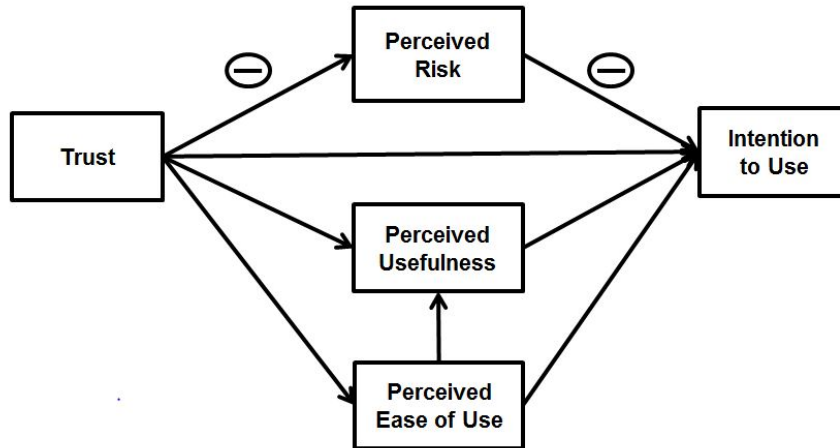 Perceived
Risk
Trust
Intention
to Use
Perceived
Usefulness
Perceived
Ease of Use